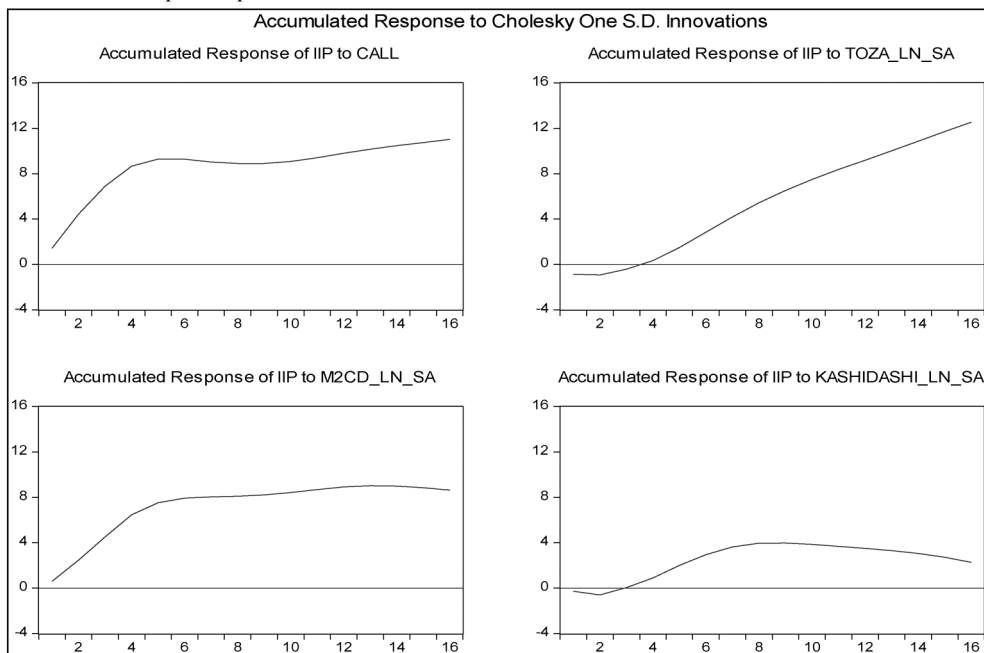 Accumulated Response to Cholesky One S.D. Innovations
Accumulated Response of IIP to CALL
16
12
8
4
0
-4
2 4 6 8 10 12 14 16
Accumulated Response of IIP to TOZA_LN_SA
16
12
8
4
0
-4
2 4 6 8 10 12 14 16
Accumulated Response of IIP to M2CD_LN_SA
16
12
8
4
0
-4
2 4 6 8 10 12 14 16
Accumulated Response of IIP to KASHIDASHI_LN_SA
16
12
8
4
0
-4
2 4 6 8 10 12 14 16